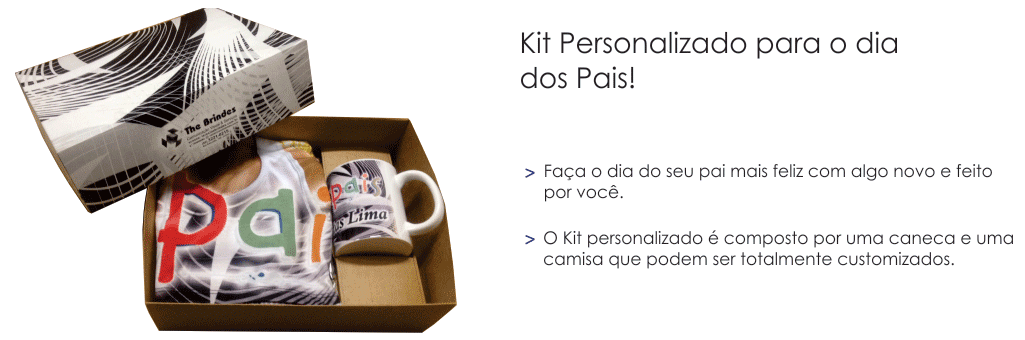 The Brindes
Kit Personalizado para o dia
dos Pais!
Pai
pais
Lima
> Faça o dia do seu pai mais feliz com algo novo e feito
por você.
> O Kit personalizado é composto por uma caneca e uma
camisa que podem ser totalmente customizados.